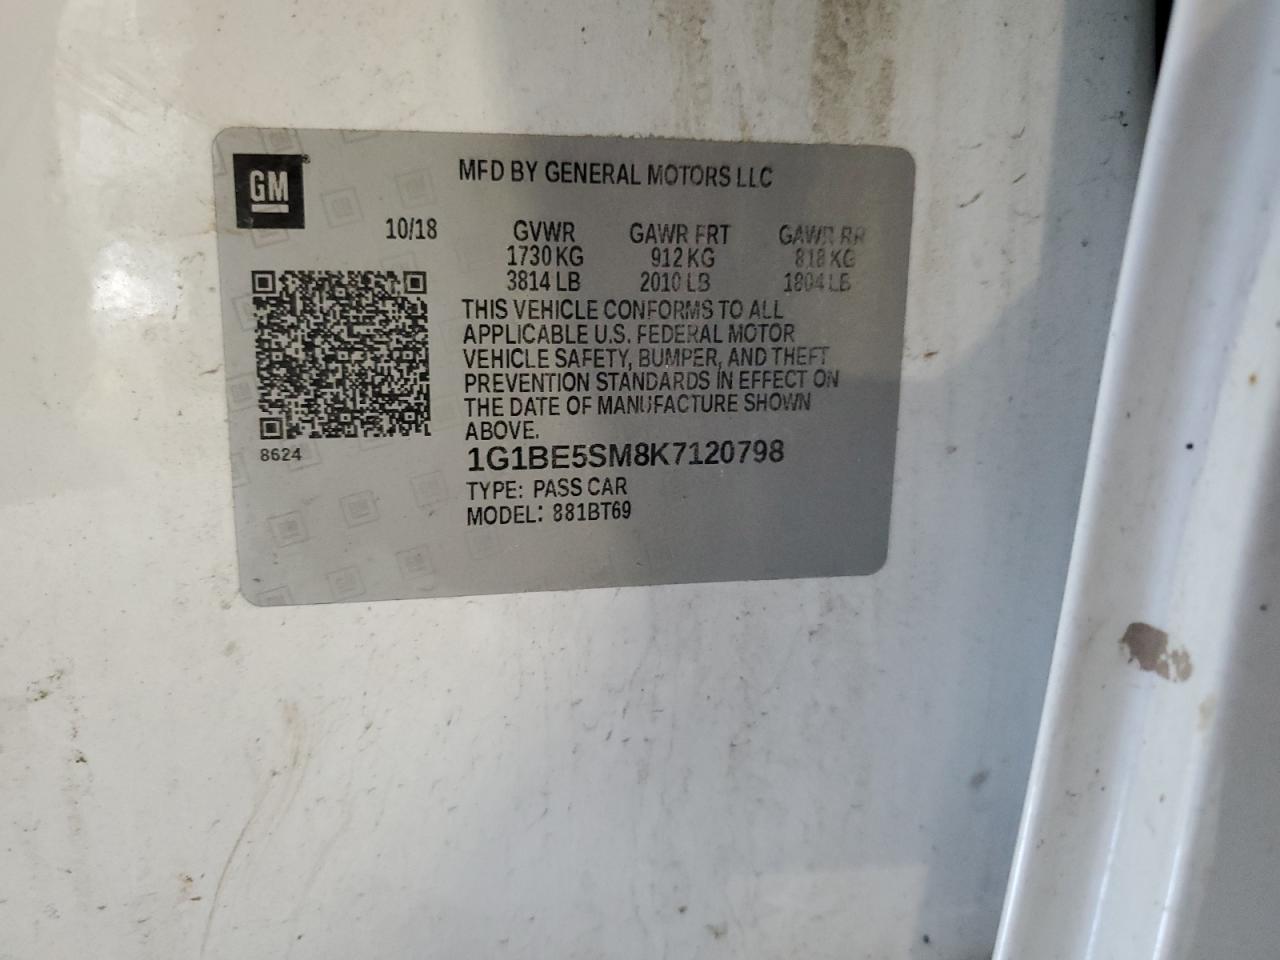 GM
MFD BY GENERAL MOTORS LLC
10/18 GVWR GAWR FRT GAWR RR
1730 KG 912 KG 818 KG
3814 LB 2010 LB 1804 LB
THIS VEHICLE CONFORMS TO ALL
APPLICABLE U.S. FEDERAL MOTOR
VEHICLE SAFETY, BUMPER, AND THEFT
PREVENTION STANDARDS IN EFFECT ON
THE DATE OF MANUFACTURE SHOWN
ABOVE.
8624
1G1BE5SM8K7120798
TYPE: PASS CAR
MODEL: 881BT69